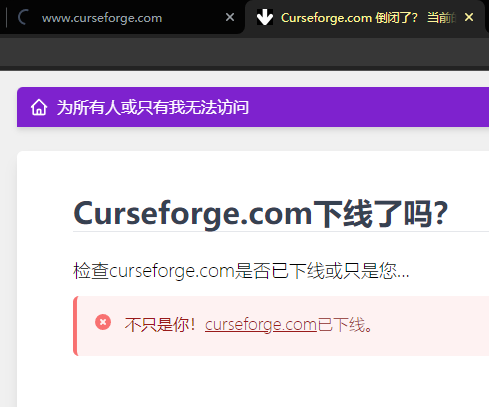 www.curseforge.com
Curseforge.com 倒闭了? 当前
为所有人或只有我无法访问
Curseforge.com下线了吗?
检查curseforge.com是否已下线或只是您...
不只是你! curseforge.com已下线。